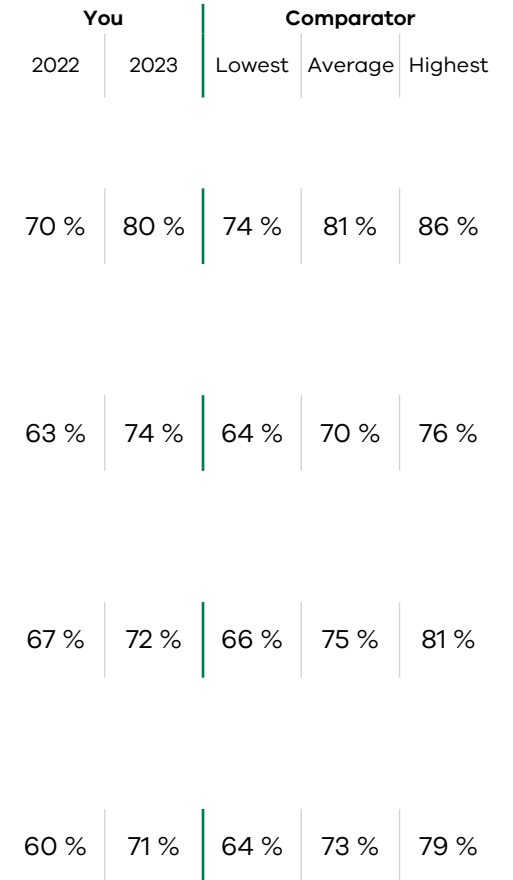 You Comparator
2022 2023 Lowest Average Highest
70 % 80 % 74 % 81 % 86 %
63 % 74 % 64 % 70 % 76 %
67 % 72 % 66 % 75 % 81 %
60 % 71 % 64 % 73 % 79 %